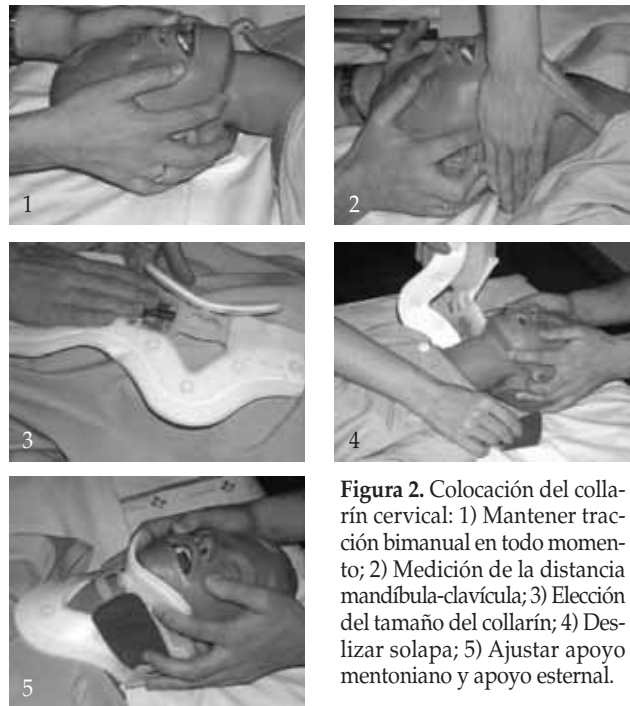 1
2
3
4
5
Figura 2. Colocación del colla-
rín cervical: 1) Mantener trac-
ción bimanual en todo momen-
to; 2) Medición de la distancia
mandíbula-clavícula; 3) Elección
del tamaño del collarín; 4) Des-
lizar solapa; 5) Ajustar apoyo
mentoniano y apoyo esternal.